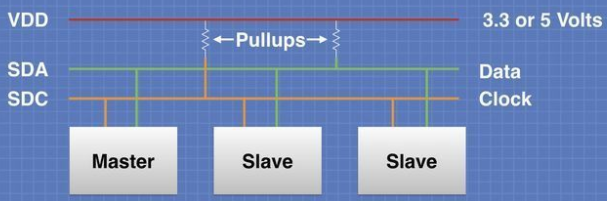 VDD 3.3 or 5 Volts
Pullups
SDA Data
SDC Clock
Master Slave Slave